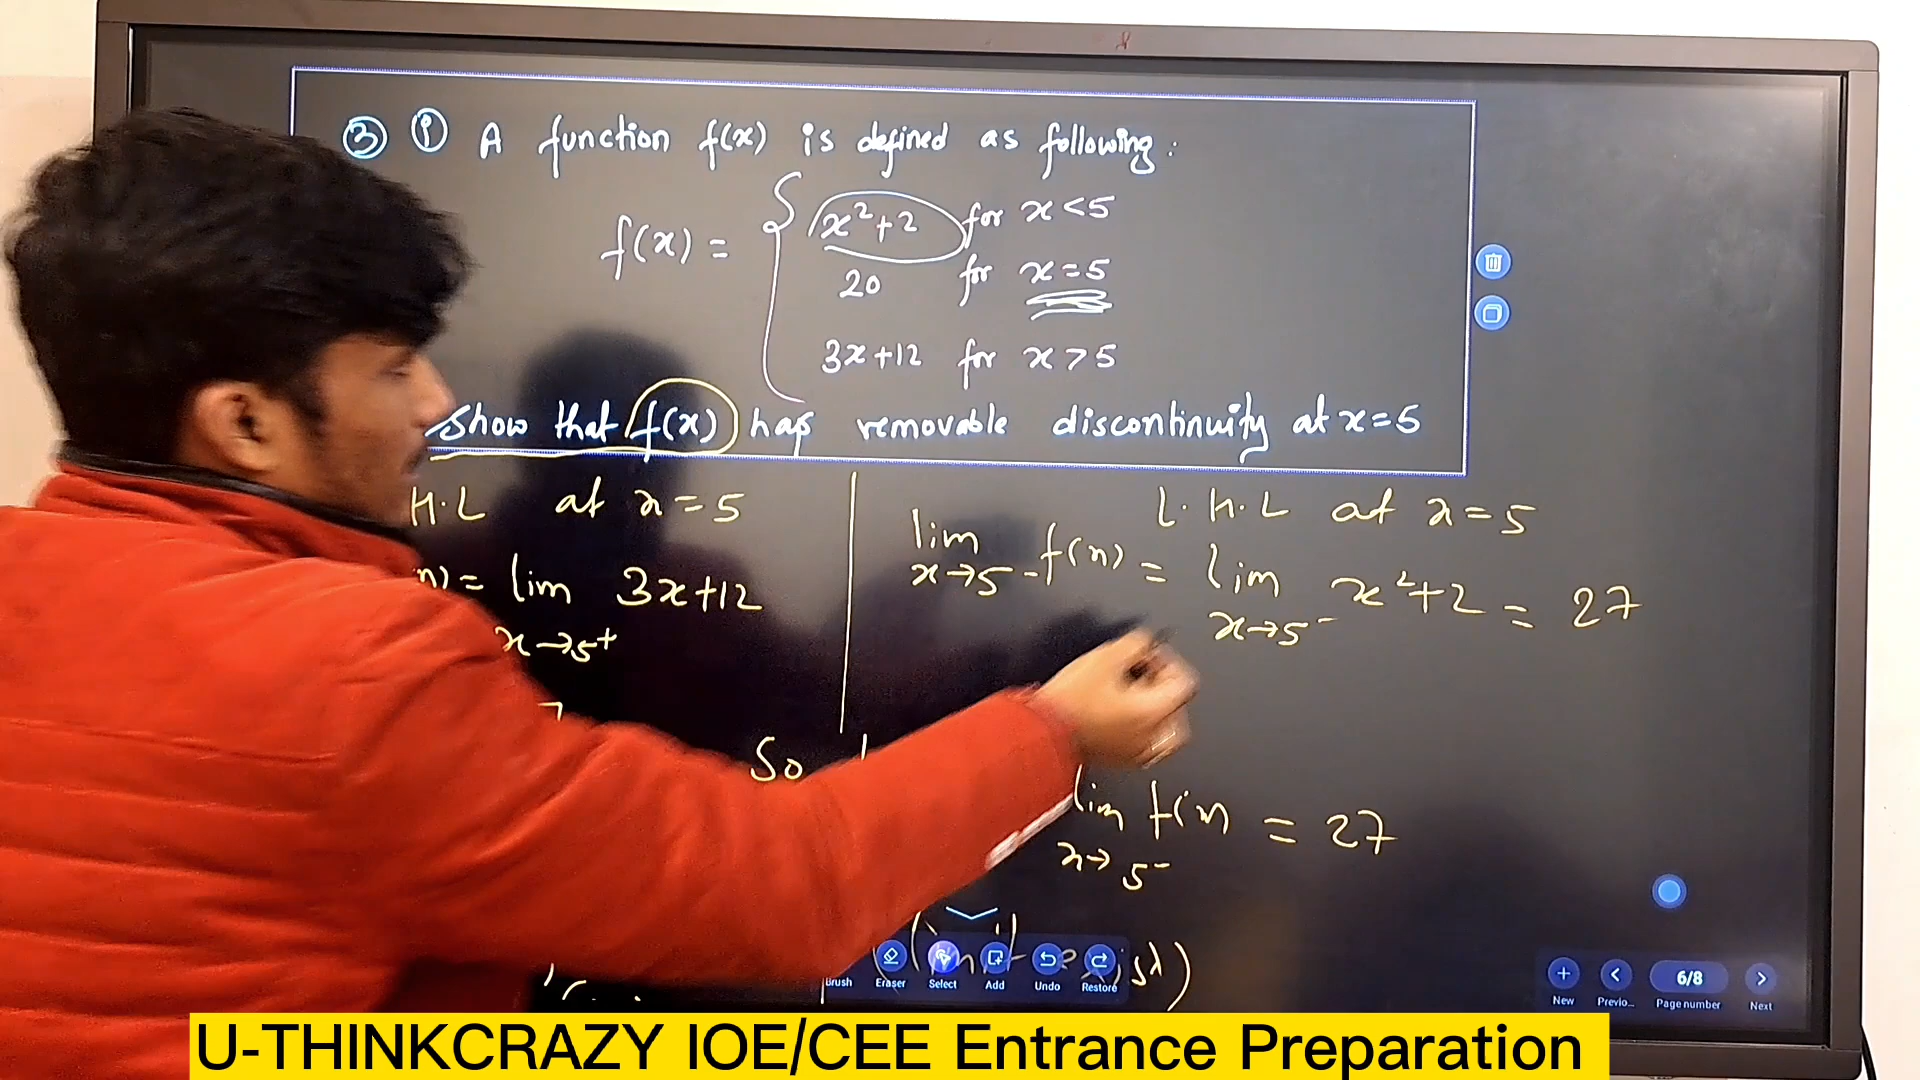 ③ ⓘ A function f(x) is defined as following:
f(x) = { x²+2 for x<5
20 for x=5
3x+12 for x>5
Show that f(x) has removable discontinuity at x=5
H.L at x=5
n) = lim 3x+12
x→5⁺
L.H.L at x=5
lim f(n) = lim x²+2 = 27
x→5⁻ x→5⁻
So
lim f(n = 27
x→5⁻
Brush Eraser Select Add Undo Restore
New Previo... 6/8 Page number Next
U-THINKCRAZY IOE/CEE Entrance Preparation